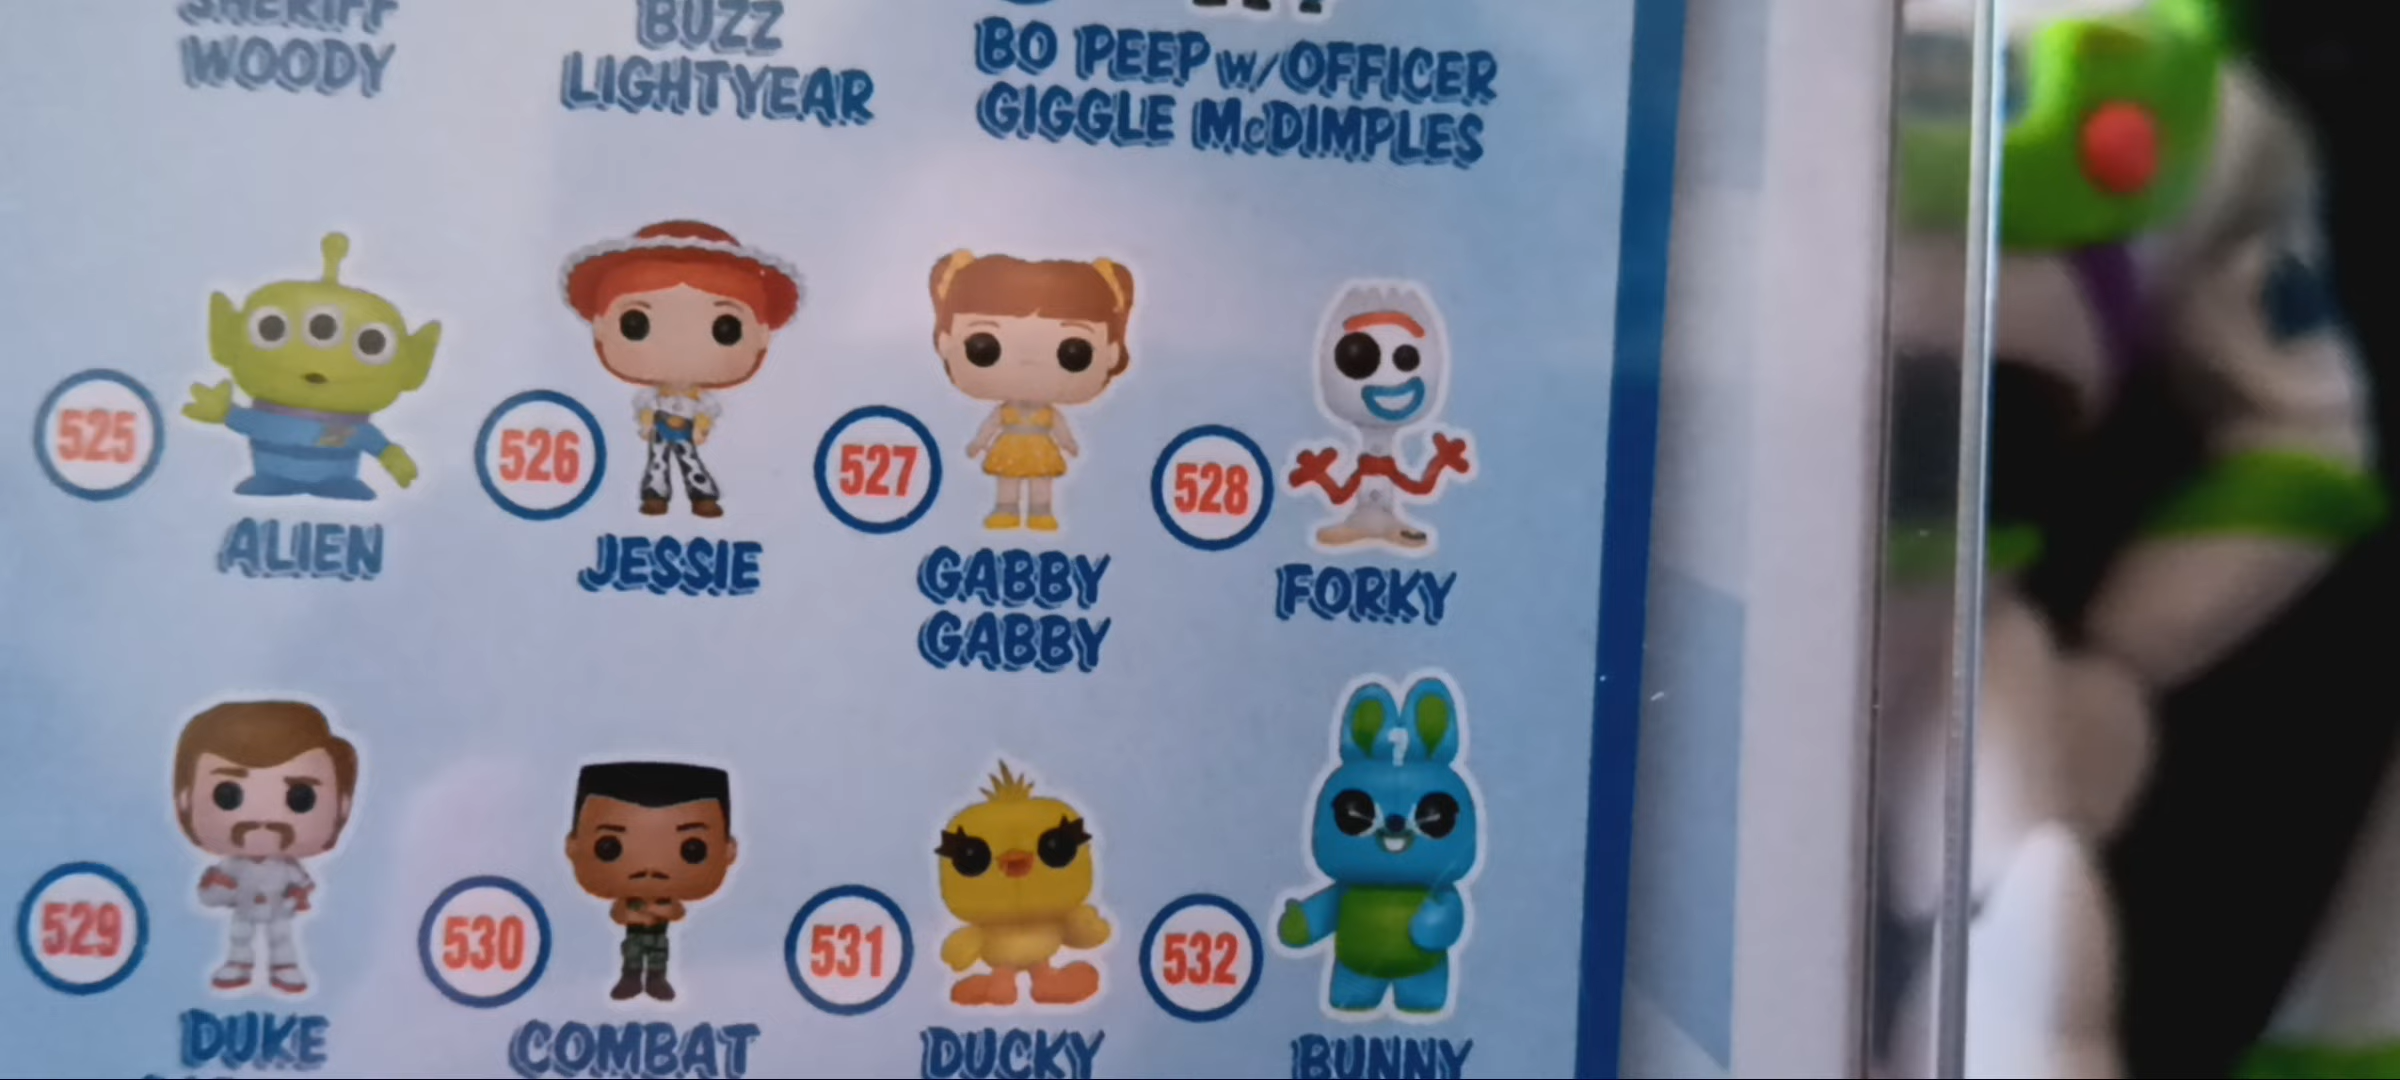 SHERIFF
WOODY
BUZZ
LIGHTYEAR
BO PEEP w/OFFICER
GIGGLE McDIMPLES
525
ALIEN
526
JESSIE
527
GABBY
GABBY
528
FORKY
529
DUKE
530
COMBAT
531
DUCKY
532
BUNNY